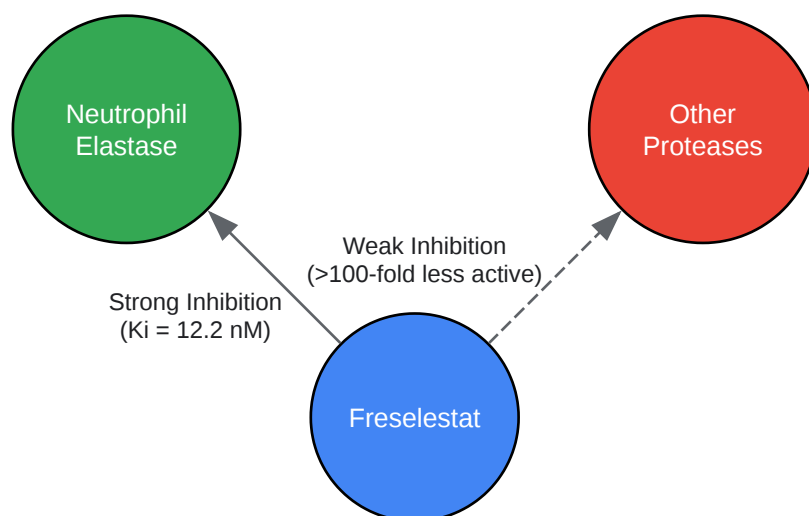 Neutrophil
Elastase
Other
Proteases
Weak Inhibition
(>100-fold less active)
Strong Inhibition
(Ki = 12.2 nM)
Freselestat